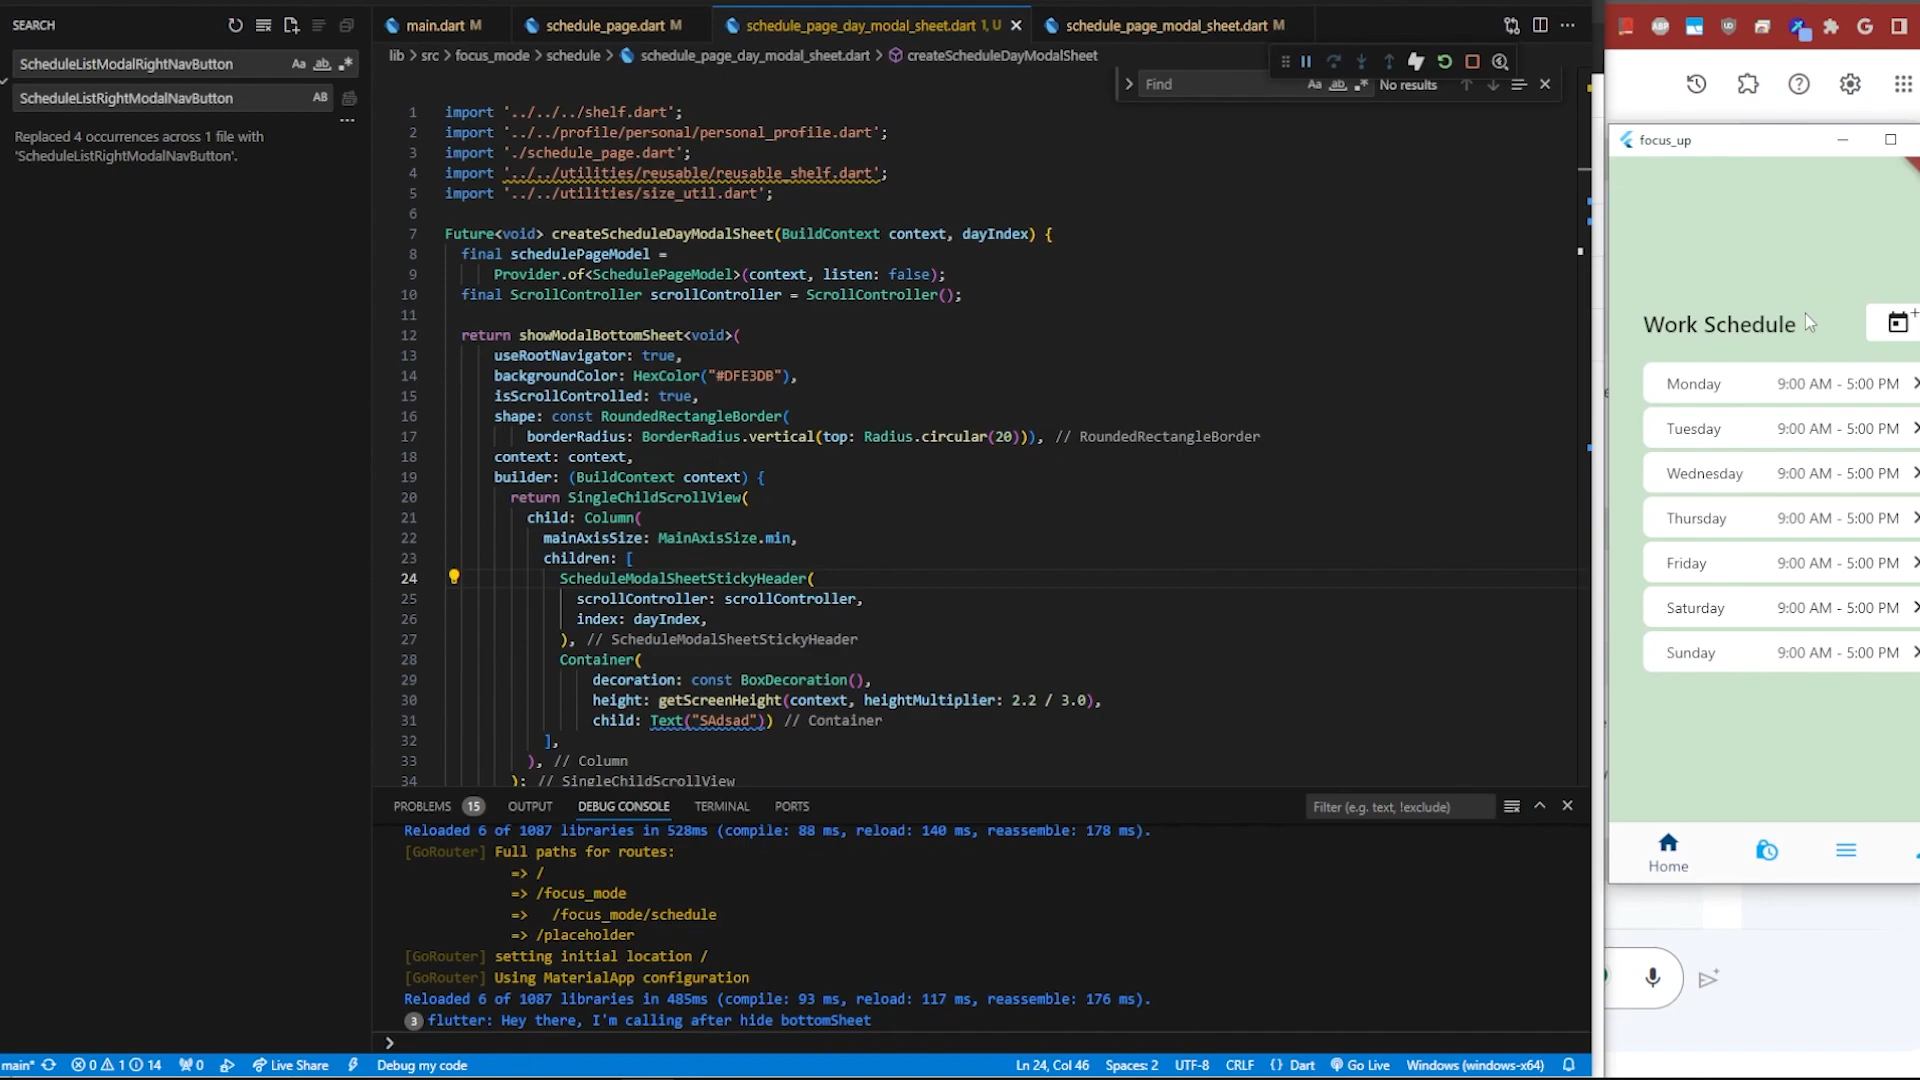 SEARCH
ScheduleListModalRightNavButton
Aa ab .*
ScheduleListRightModalNavButton
AB
...
Replaced 4 occurrences across 1 file with
'ScheduleListRightModalNavButton'.
main.dart M
schedule_page.dart M
schedule_page_day_modal_sheet.dart 1, U
schedule_page_modal_sheet.dart M
lib > src > focus_mode > schedule > schedule_page_day_modal_sheet.dart > createScheduleDayModalSheet
Find
Aa ab .* No results
1 import '../../../shelf.dart';
2 import '../../profile/personal/personal_profile.dart';
3 import './schedule_page.dart';
4 import '../../utilities/reusable/reusable_shelf.dart';
5 import '../../utilities/size_util.dart';
6
7 Future<void> createScheduleDayModalSheet(BuildContext context, dayIndex) {
8 final schedulePageModel =
9 Provider.of<SchedulePageModel>(context, listen: false);
10 final ScrollController scrollController = ScrollController();
11
12 return showModalBottomSheet<void>(
13 useRootNavigator: true,
14 backgroundColor: HexColor("#DFE3DB"),
15 isScrollControlled: true,
16 shape: const RoundedRectangleBorder(
17 borderRadius: BorderRadius.vertical(top: Radius.circular(20))), // RoundedRectangleBorder
18 context: context,
19 builder: (BuildContext context) {
20 return SingleChildScrollView(
21 child: Column(
22 mainAxisSize: MainAxisSize.min,
23 children: [
24 ScheduleModalSheetStickyHeader(
25 scrollController: scrollController,
26 index: dayIndex,
27 ), // ScheduleModalSheetStickyHeader
28 Container(
29 decoration: const BoxDecoration(),
30 height: getScreenHeight(context, heightMultiplier: 2.2 / 3.0),
31 child: Text("SAdsad")) // Container
32 ],
33 ), // Column
34 ); // SingleChildScrollView
PROBLEMS 15 OUTPUT DEBUG CONSOLE TERMINAL PORTS
Filter (e.g. text, !exclude)
Reloaded 6 of 1087 libraries in 528ms (compile: 88 ms, reload: 140 ms, reassemble: 178 ms).
[GoRouter] Full paths for routes:
=> /
=> /focus_mode
=> /focus_mode/schedule
=> /placeholder
[GoRouter] setting initial location /
[GoRouter] Using MaterialApp configuration
Reloaded 6 of 1087 libraries in 485ms (compile: 93 ms, reload: 117 ms, reassemble: 176 ms).
3 flutter: Hey there, I'm calling after hide bottomSheet
>
main* 0 1 14 0 Live Share Debug my code
Ln 24, Col 46 Spaces: 2 UTF-8 CRLF {} Dart Go Live Windows (windows-x64)
ABP
G
focus_up
Work Schedule
Monday 9:00 AM - 5:00 PM
Tuesday 9:00 AM - 5:00 PM
Wednesday 9:00 AM - 5:00 PM
Thursday 9:00 AM - 5:00 PM
Friday 9:00 AM - 5:00 PM
Saturday 9:00 AM - 5:00 PM
Sunday 9:00 AM - 5:00 PM
Home